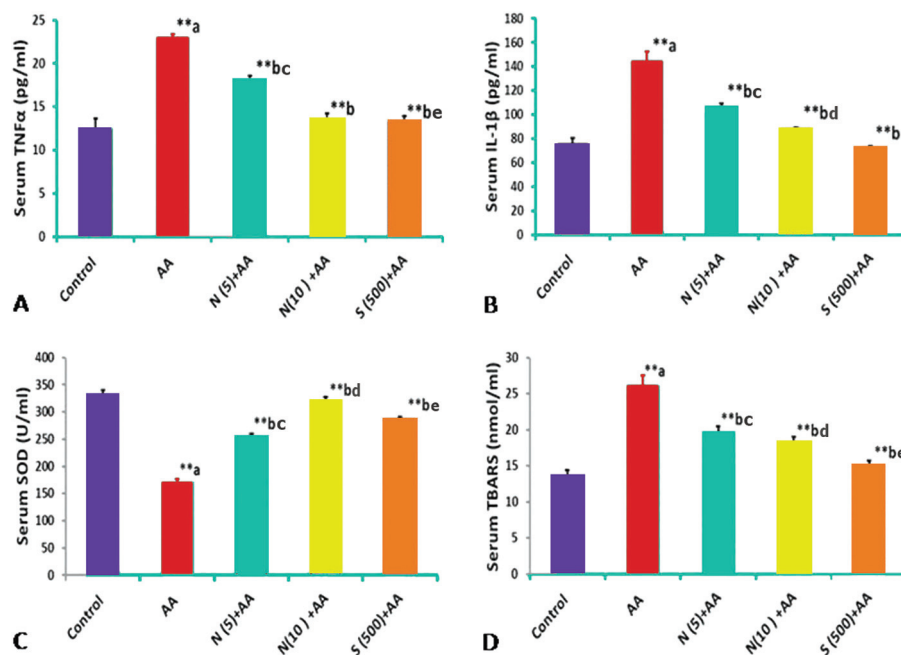 25
20
15
10
5
0
Serum TNFα (pg/ml)
**a
**bc
**b
**be
Control
AA
N (5)+AA
N(10 ) +AA
S (500)+AA
A
180
160
140
120
100
80
60
40
20
0
Serum IL-1β (pg/ml)
**a
**bc
**bd
**b
Control
AA
N (5)+AA
N(10 ) +AA
S (500)+AA
B
400
350
300
250
200
150
100
50
0
Serum SOD (U/ml)
**a
**bc
**bd
**be
Control
AA
N (5)+AA
N(10 ) +AA
S (500)+AA
C
30
25
20
15
10
5
0
Serum TBARS (nmol/ml)
**a
**bc
**bd
**be
Control
AA
N (5)+AA
N(10 ) +AA
S (500)+AA
D